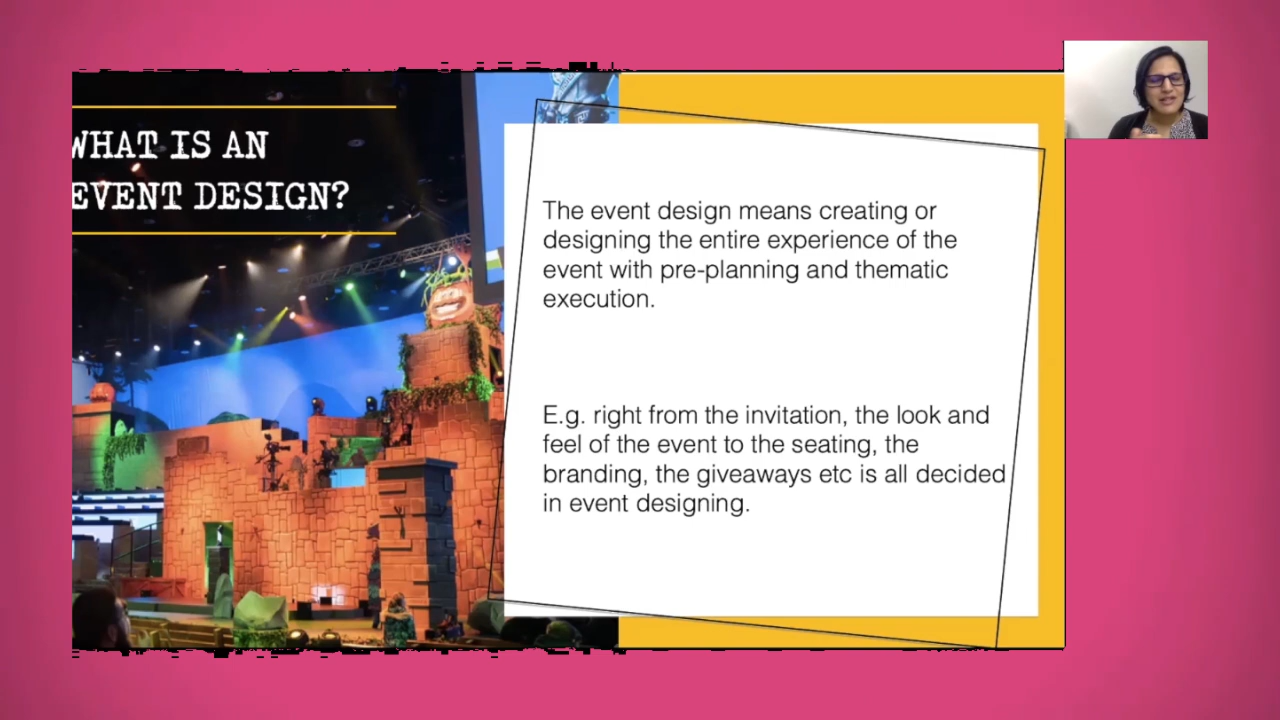 WHAT IS AN
EVENT DESIGN?
The event design means creating or
designing the entire experience of the
event with pre-planning and thematic
execution.
E.g. right from the invitation, the look and
feel of the event to the seating, the
branding, the giveaways etc is all decided
in event designing.